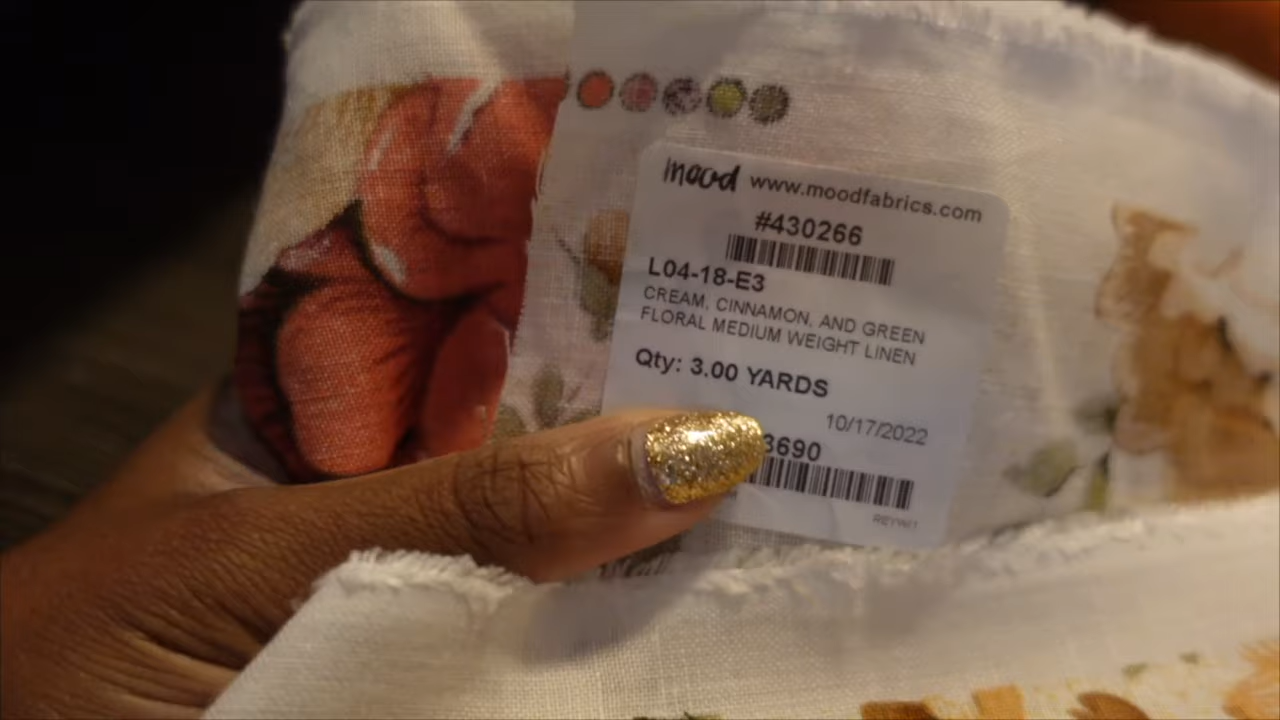 mood www.moodfabrics.com
#430266
L04-18-E3
CREAM, CINNAMON, AND GREEN
FLORAL MEDIUM WEIGHT LINEN
Qty: 3.00 YARDS
10/17/2022
3690